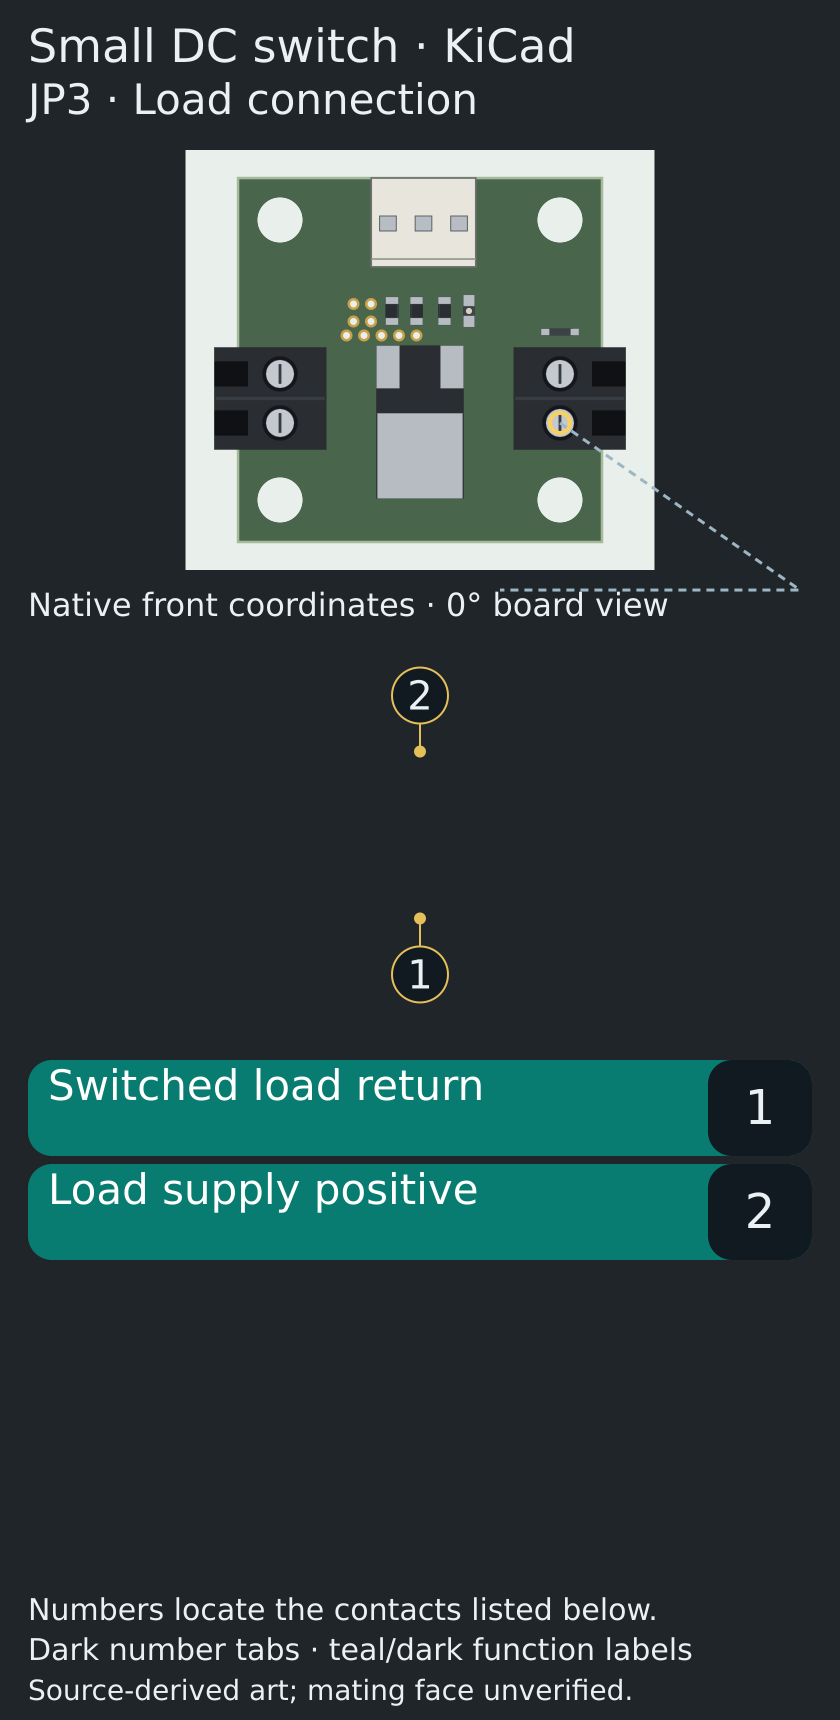 Small DC switch · KiCad
JP3 · Load connection
Native front coordinates · 0° board view
2
1
Switched load return 1
Load supply positive 2
Numbers locate the contacts listed below.
Dark number tabs · teal/dark function labels
Source-derived art; mating face unverified.